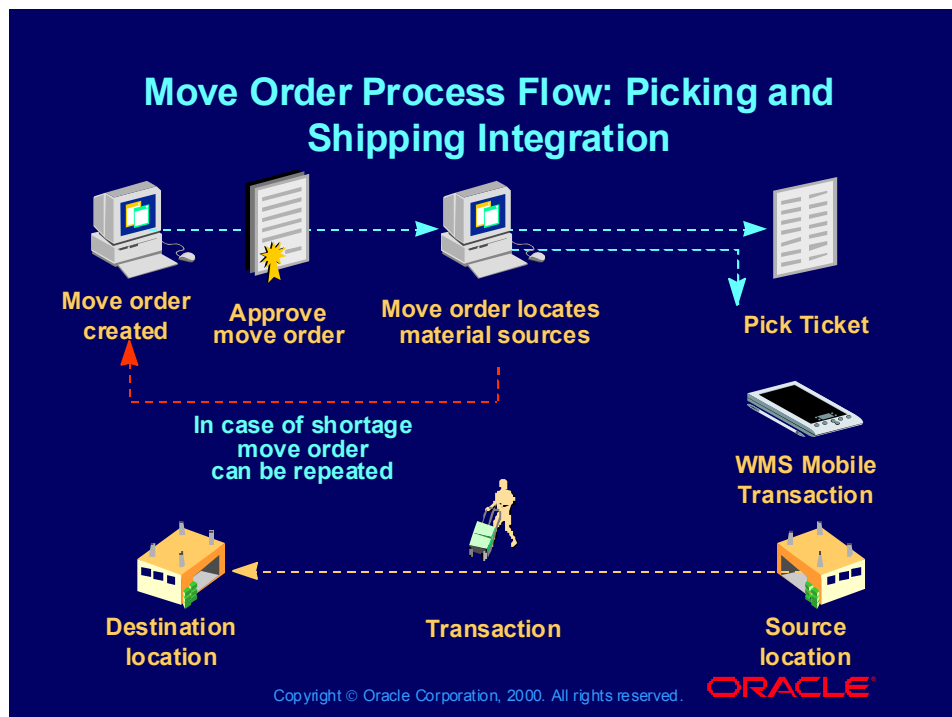 Move Order Process Flow: Picking and
Shipping Integration
Move order
created
Approve
move order
Move order locates
material sources
Pick Ticket
In case of shortage
move order
can be repeated
WMS Mobile
Transaction
Destination
location
Transaction
Source
location
Copyright © Oracle Corporation, 2000. All rights reserved.
ORACLE®